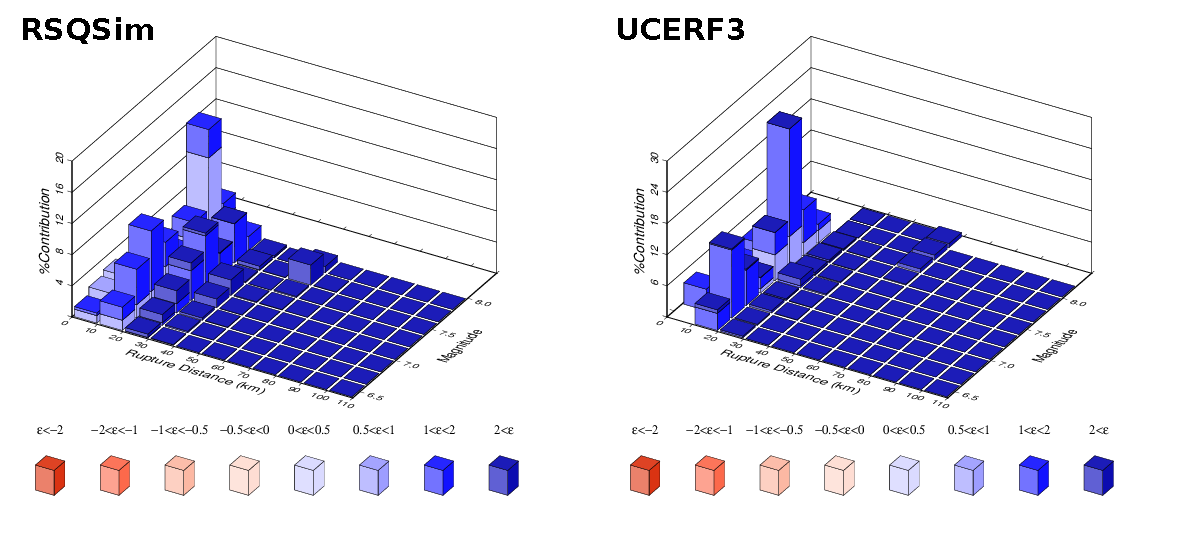 RSQSim
UCERF3
%Contribution
20
16
12
8
4
0
10
20
30
40
50
60
70
80
90
100
110
Rupture Distance (km)
6.5
7.0
7.5
8.0
Magnitude
ε<−2
−2<ε<−1
−1<ε<−0.5
−0.5<ε<0
0<ε<0.5
0.5<ε<1
1<ε<2
2<ε
%Contribution
30
24
18
12
6
0
10
20
30
40
50
60
70
80
90
100
110
Rupture Distance (km)
6.5
7.0
7.5
8.0
Magnitude
ε<−2
−2<ε<−1
−1<ε<−0.5
−0.5<ε<0
0<ε<0.5
0.5<ε<1
1<ε<2
2<ε